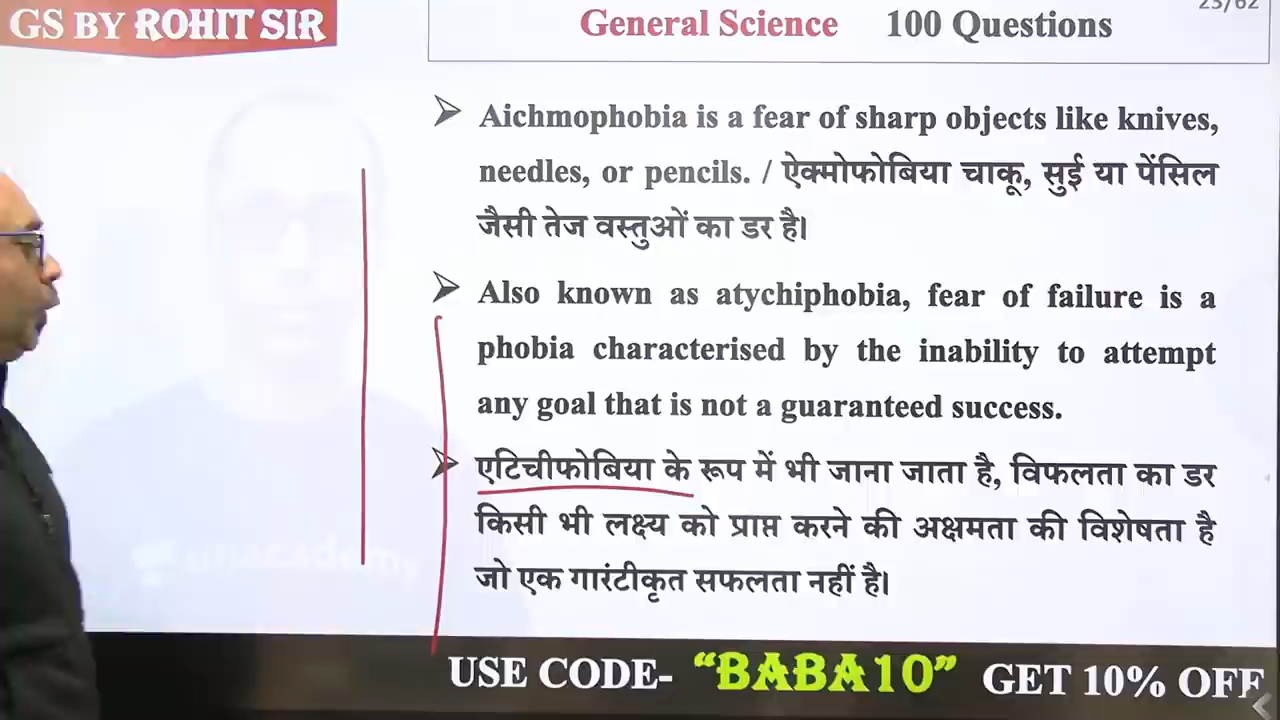 GS BY ROHIT SIR
General Science 100 Questions
23/62
➢ Aichmophobia is a fear of sharp objects like knives,
needles, or pencils. / ऐक्मोफोबिया चाकू, सुई या पेंसिल
जैसी तेज वस्तुओं का डर है।
➢ Also known as atychiphobia, fear of failure is a
phobia characterised by the inability to attempt
any goal that is not a guaranteed success.
➢ एटिचीफोबिया के रूप में भी जाना जाता है, विफलता का डर
किसी भी लक्ष्य को प्राप्त करने की अक्षमता की विशेषता है
जो एक गारंटीकृत सफलता नहीं है।
unacademy
USE CODE- “BABA10” GET 10% OFF